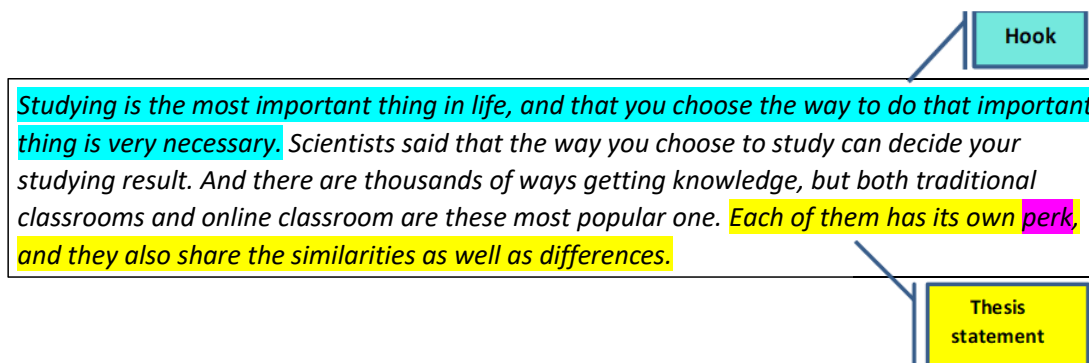 Hook
Studying is the most important thing in life, and that you choose the way to do that important
thing is very necessary. Scientists said that the way you choose to study can decide your
studying result. And there are thousands of ways getting knowledge, but both traditional
classrooms and online classroom are these most popular one. Each of them has its own perk,
and they also share the similarities as well as differences.
Thesis
statement